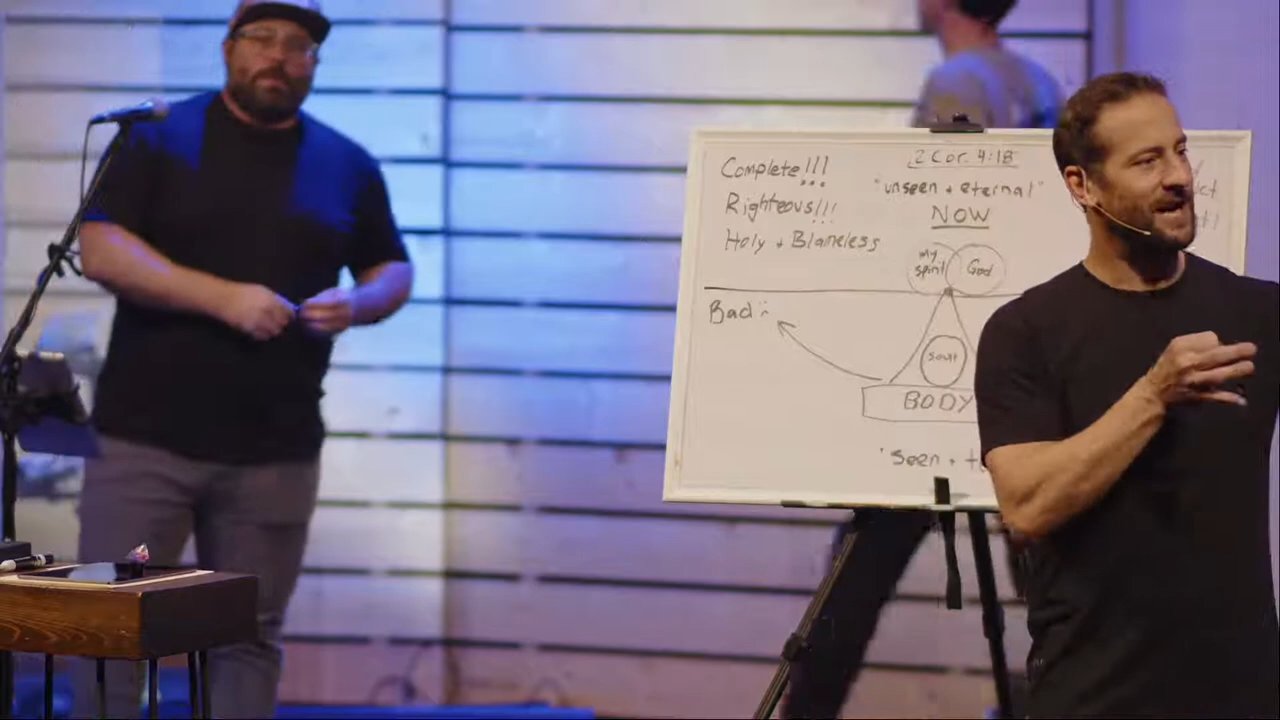 Complete!!!
Righteous!!!
Holy + Blameless
2 Cor. 4:18
"unseen + eternal"
NOW
my spirit
God
Bad:
soul
BODY
"seen +